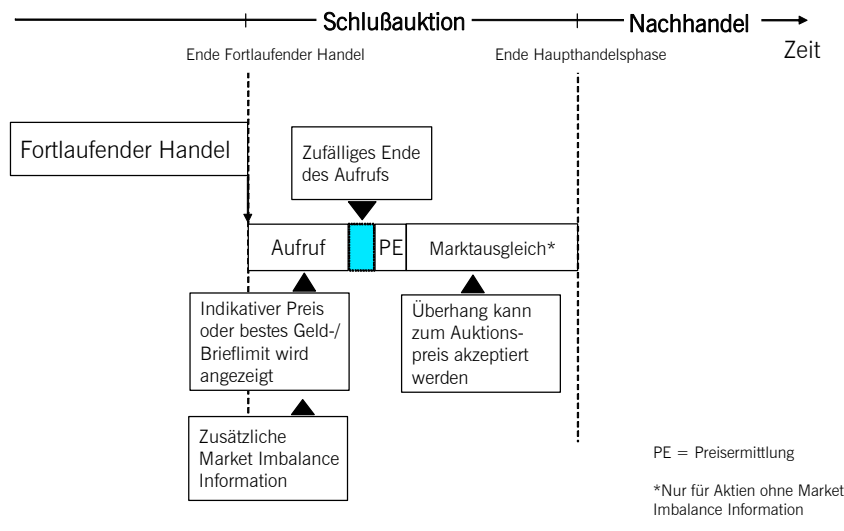 Schlußauktion
Nachhandel
Zeit
Ende Fortlaufender Handel
Ende Haupthandelsphase
Fortlaufender Handel
Zufälliges Ende
des Aufrufs
Aufruf
PE
Marktausgleich*
Indikativer Preis
oder bestes Geld-/
Brieflimit wird
angezeigt
Überhang kann
zum Auktions-
preis akzeptiert
werden
Zusätzliche
Market Imbalance
Information
PE = Preisermittlung
*Nur für Aktien ohne Market
Imbalance Information